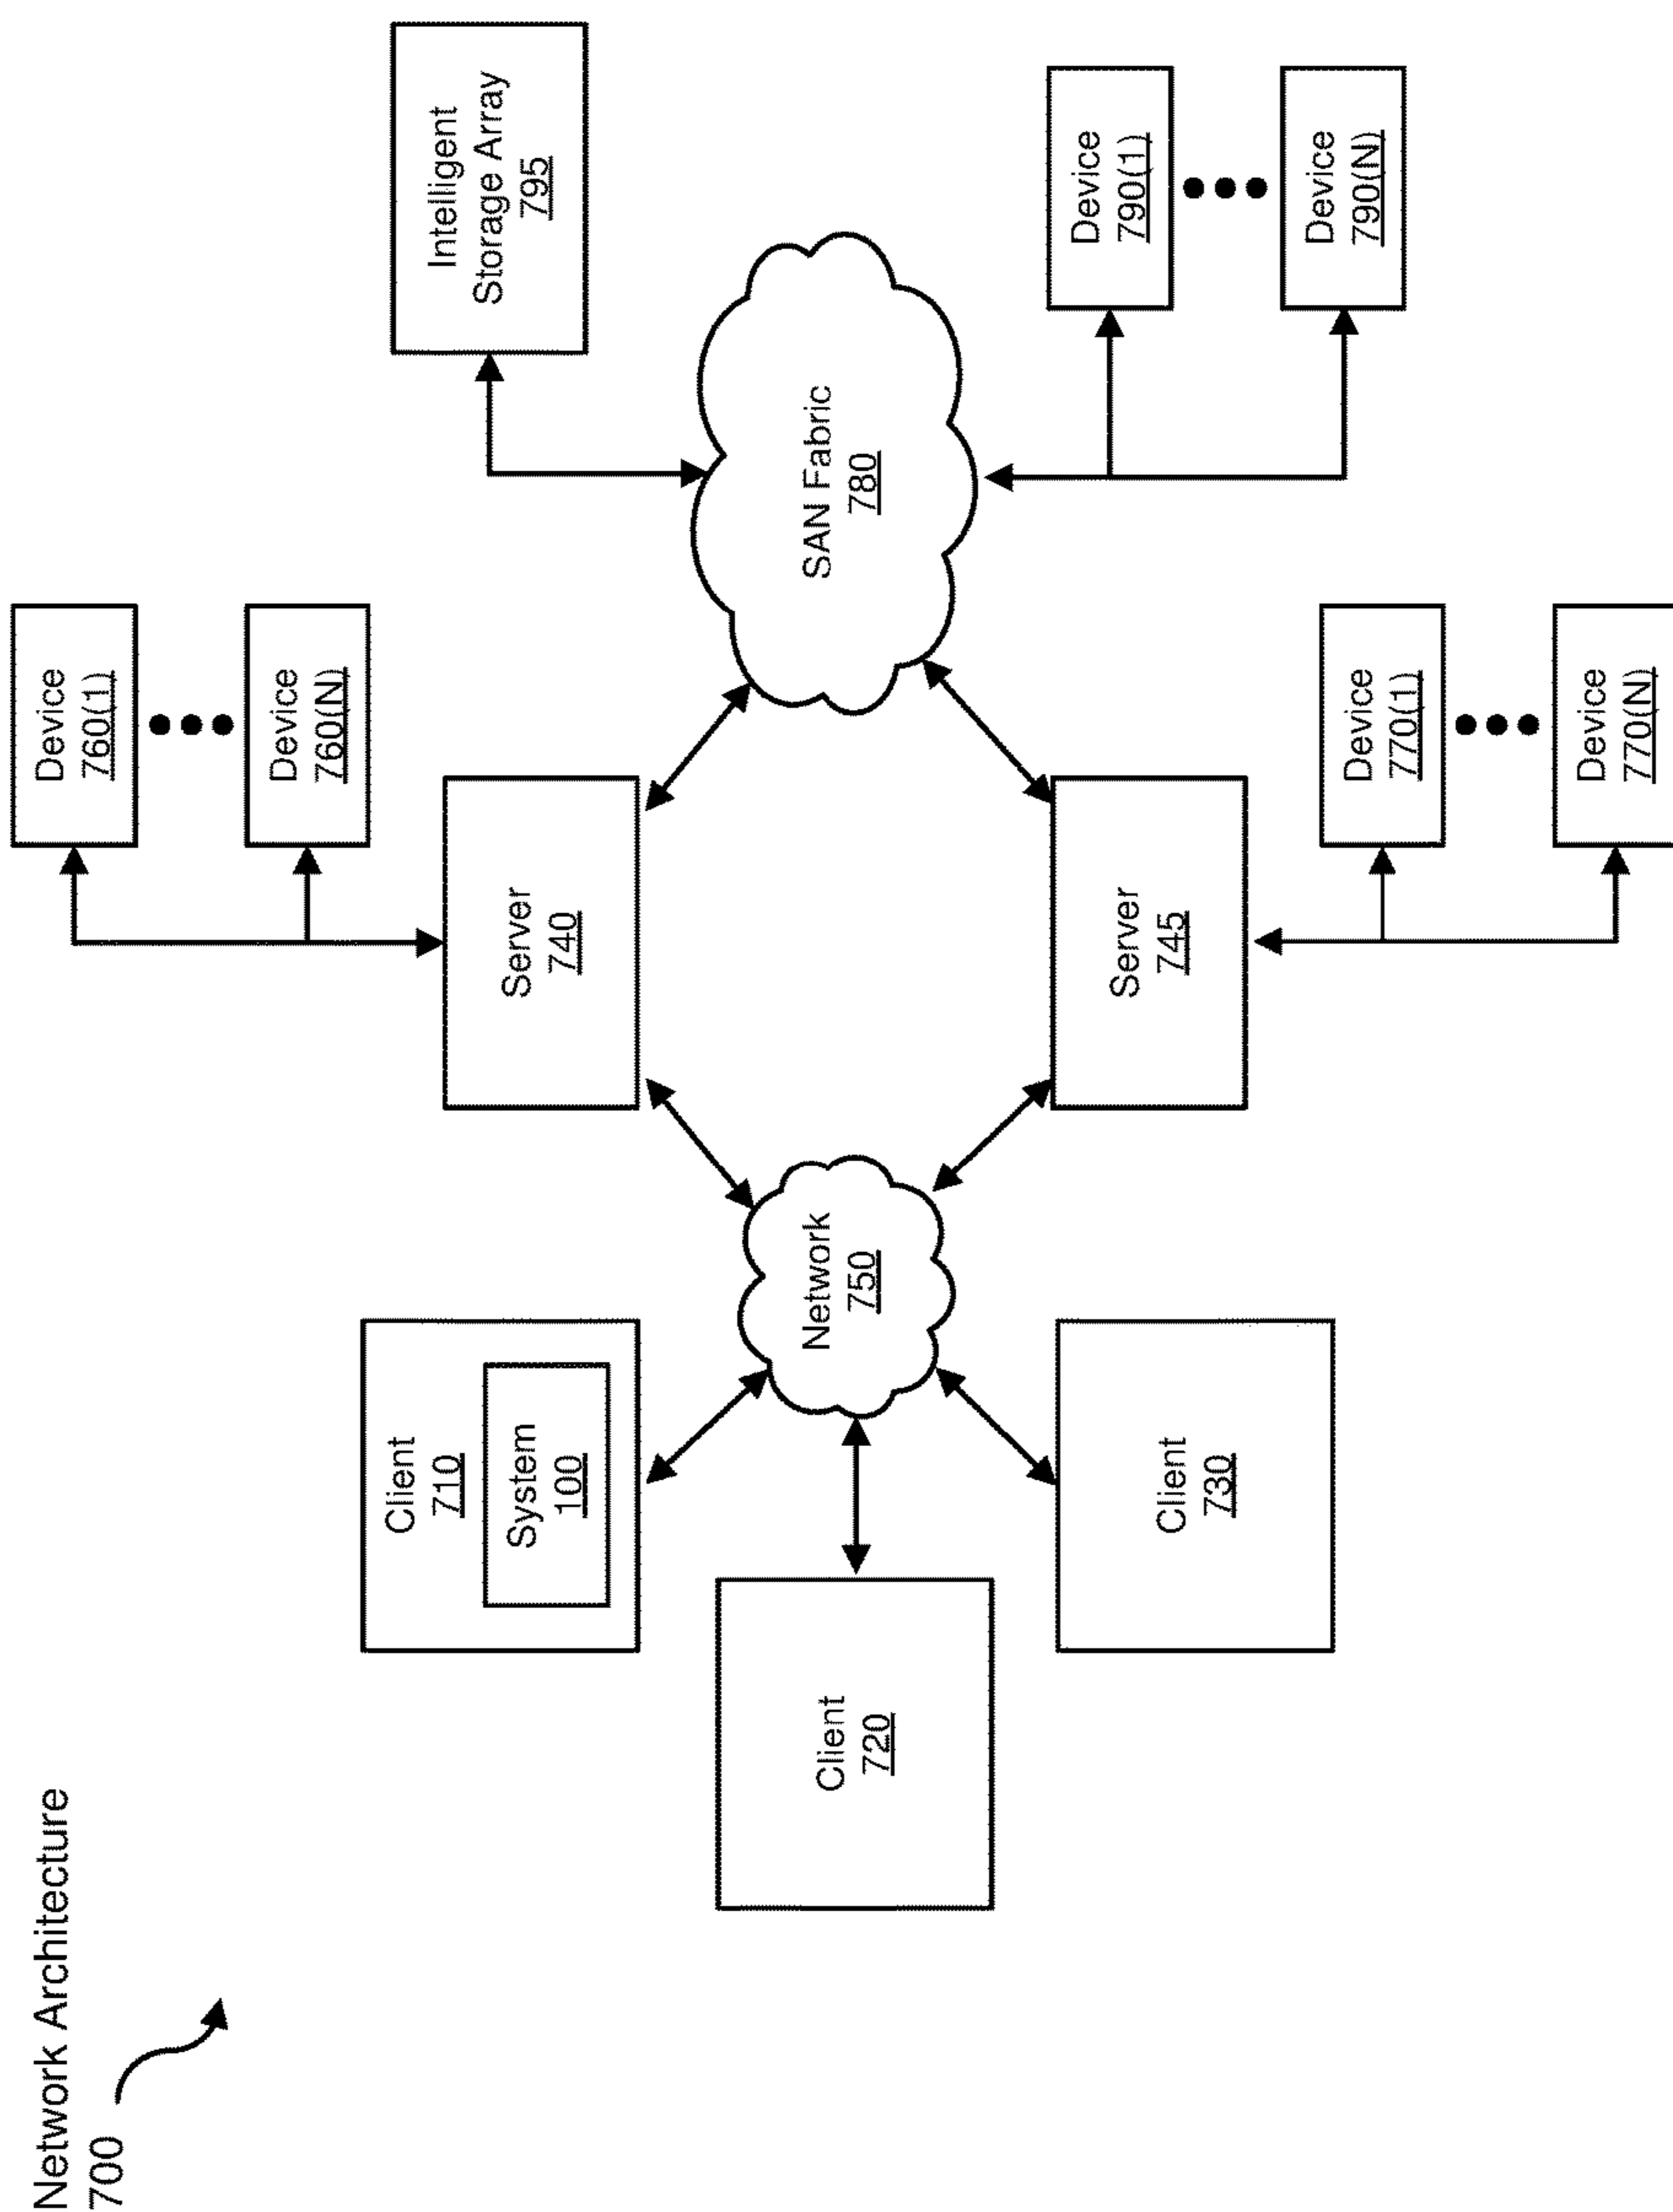 Network Architecture
700
Client
710
System
100
Client
720
Client
730
Network
750
Server
740
Server
745
Device
760(1)
Device
760(N)
Device
770(1)
Device
770(N)
SAN Fabric
780
Intelligent
Storage Array
795
Device
790(1)
Device
790(N)